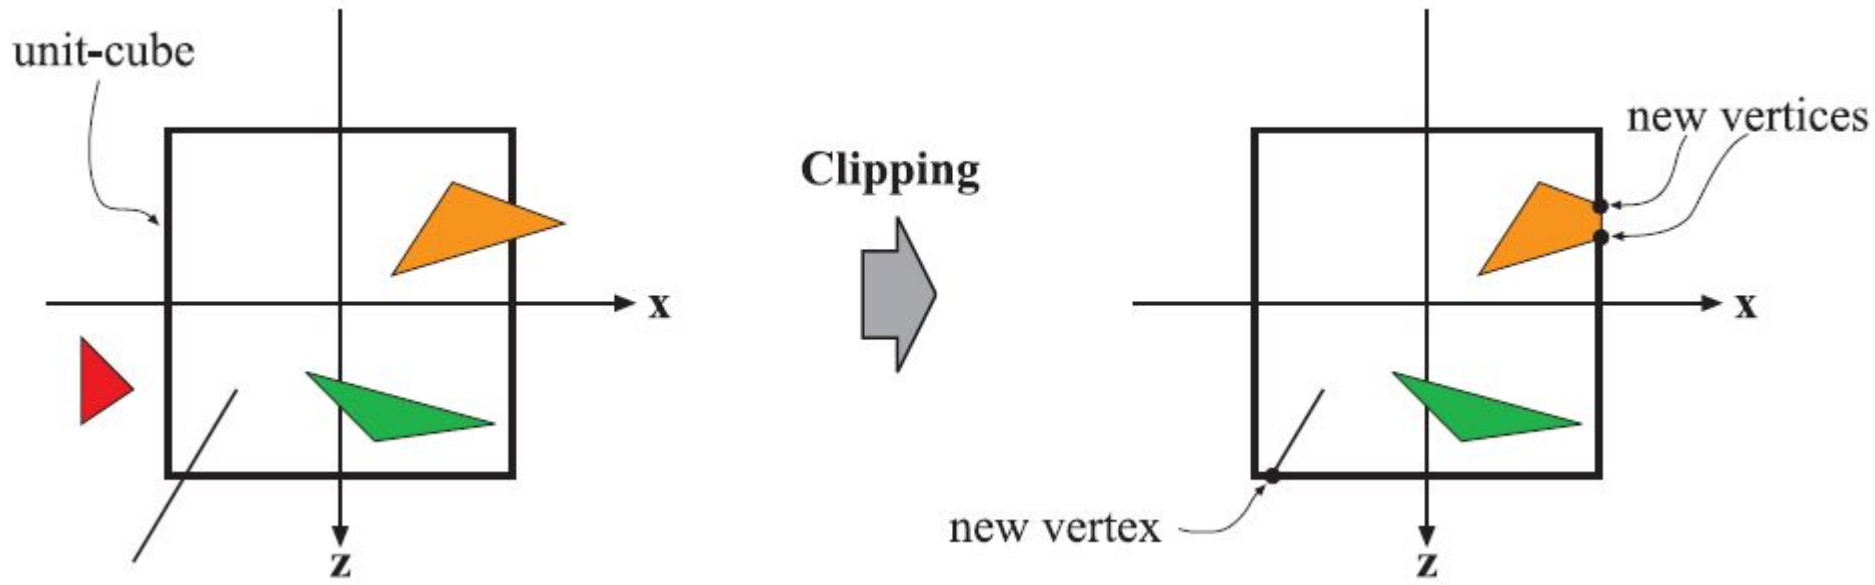 unit-cube
x
z
Clipping
new vertices
x
new vertex
z